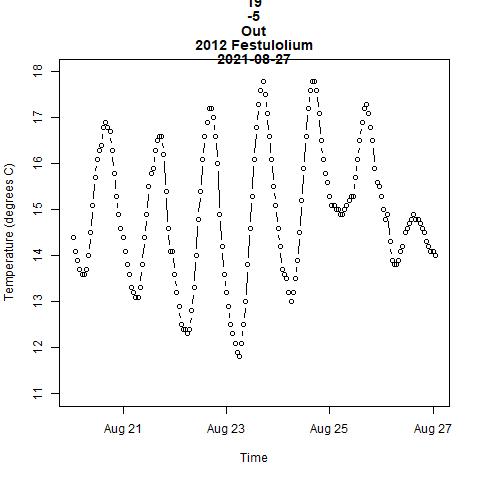 19
-5
Out
2012 Festulolium
2021-08-27
18
17
16
15
14
13
12
11
Temperature (degrees C)
Aug 21
Aug 23
Aug 25
Aug 27
Time